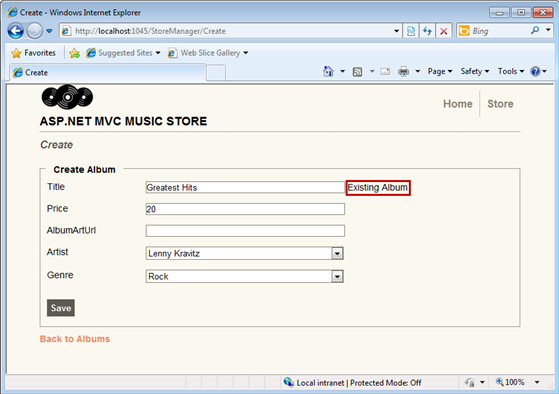 Create - Windows Internet Explorer
http://localhost:1045/StoreManager/Create
Bing
Favorites Suggested Sites Web Slice Gallery
Create Page Safety Tools
Home Store
ASP.NET MVC MUSIC STORE
Create
Create Album
Title Greatest Hits Existing Album
Price 20
AlbumArtUrl
Artist Lenny Kravitz
Genre Rock
Save
Back to Albums
Local intranet | Protected Mode: Off 100%